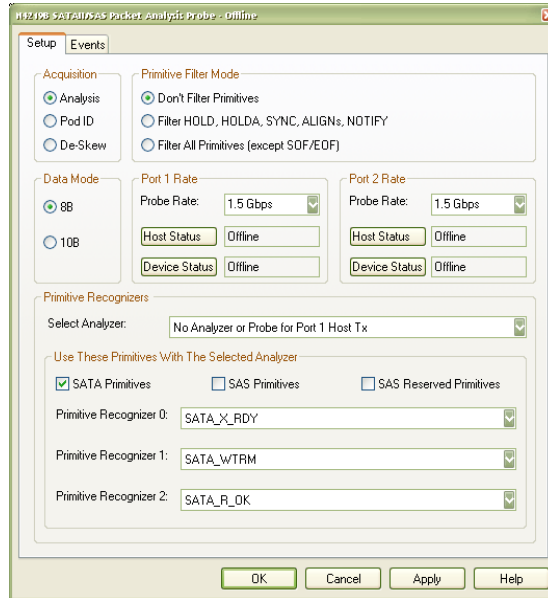 N4219B SATAII/SAS Packet Analysis Probe - Offline
Setup Events
Acquisition
Analysis
Pod ID
De-Skew
Primitive Filter Mode
Don't Filter Primitives
Filter HOLD, HOLDA, SYNC, ALIGNs, NOTIFY
Filter All Primitives (except SOF/EOF)
Data Mode
8B
10B
Port 1 Rate
Probe Rate: 1.5 Gbps
Host Status Offline
Device Status Offline
Port 2 Rate
Probe Rate: 1.5 Gbps
Host Status Offline
Device Status Offline
Primitive Recognizers
Select Analyzer: No Analyzer or Probe for Port 1 Host Tx
Use These Primitives With The Selected Analyzer
SATA Primitives SAS Primitives SAS Reserved Primitives
Primitive Recognizer 0: SATA_X_RDY
Primitive Recognizer 1: SATA_WTRM
Primitive Recognizer 2: SATA_R_OK
OK Cancel Apply Help